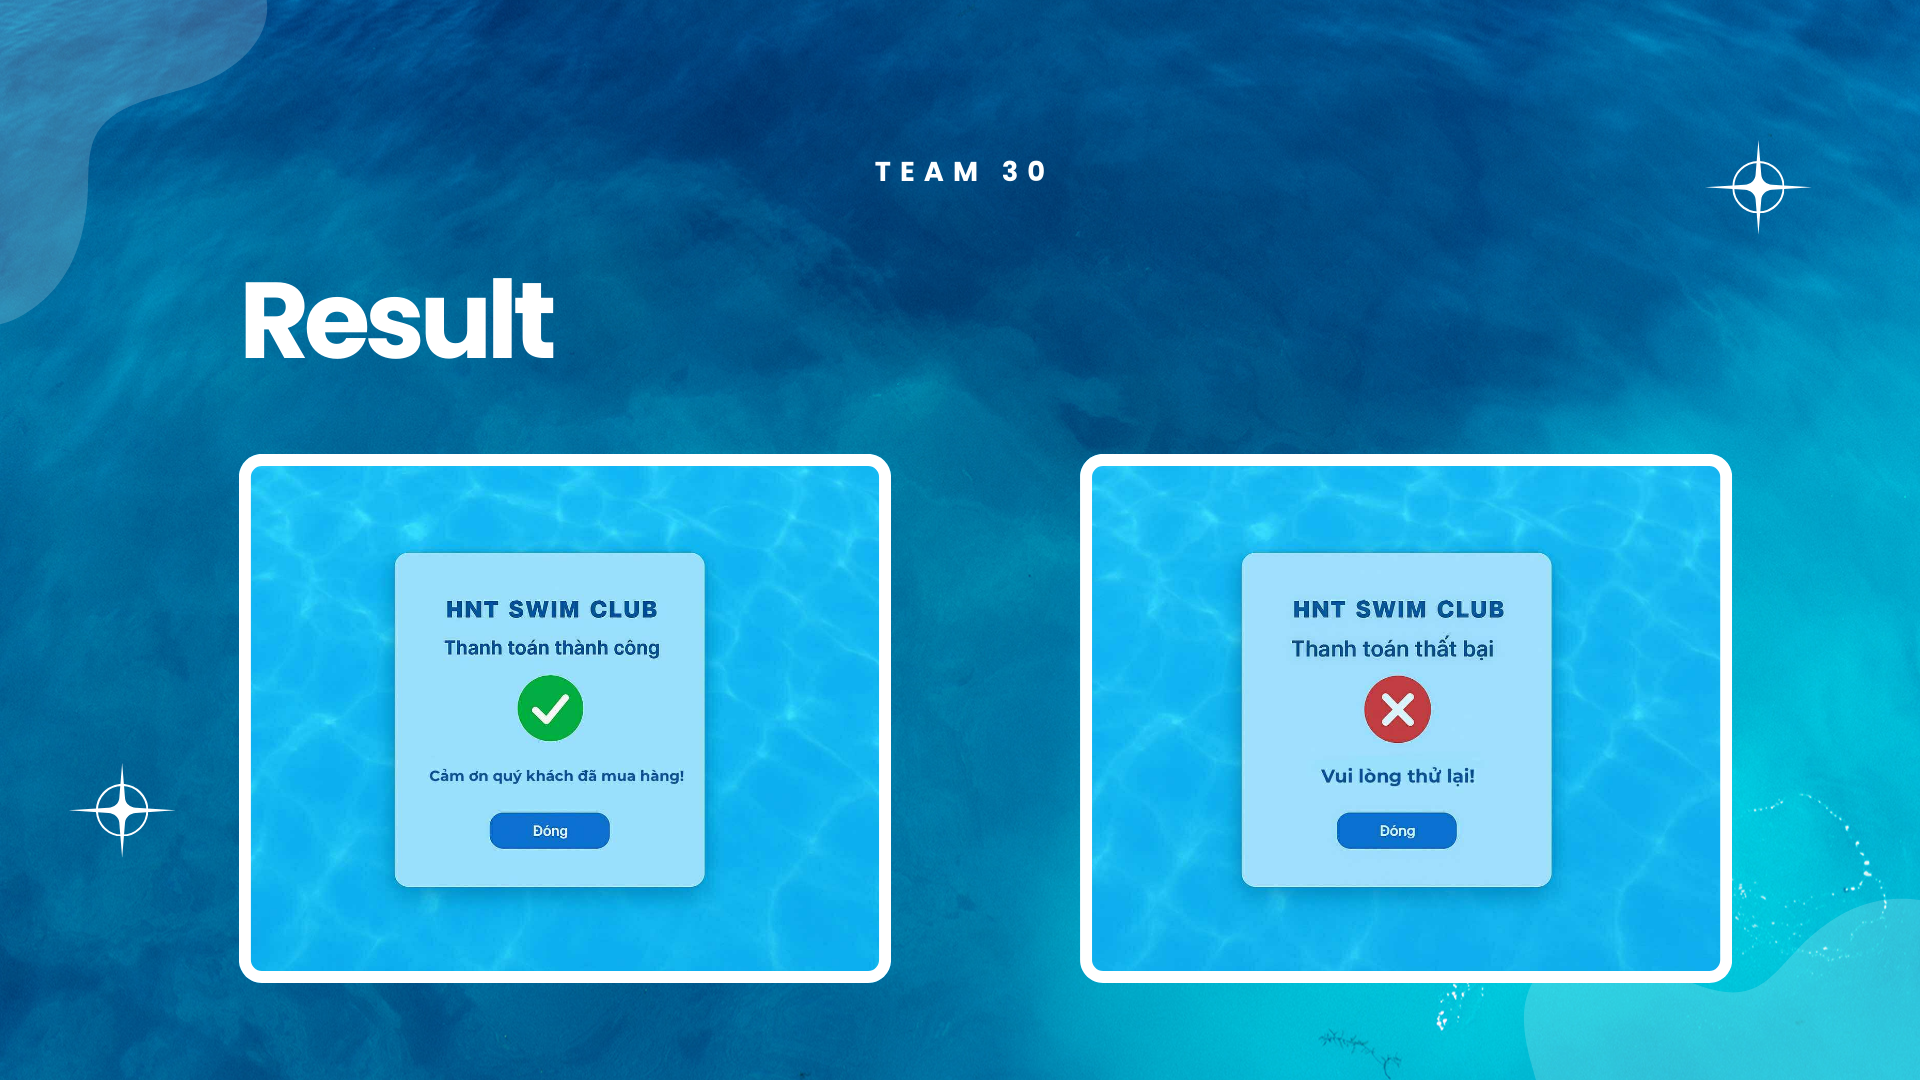 TEAM 30
Result
HNT SWIM CLUB
Thanh toán thành công
Cảm ơn quý khách đã mua hàng!
Đóng
HNT SWIM CLUB
Thanh toán thất bại
Vui lòng thử lại!
Đóng